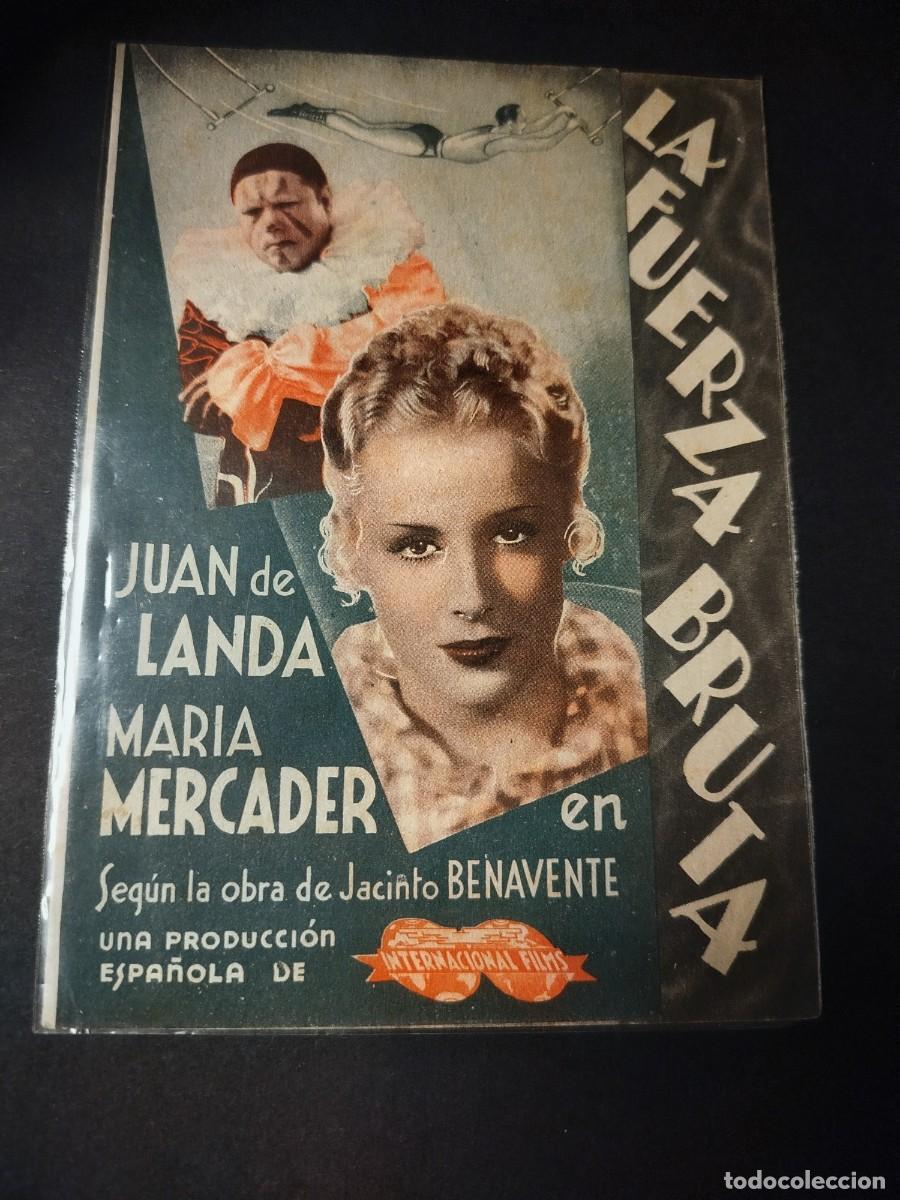 LA FUERZA BRUTA
JUAN de
LANDA
MARIA
MERCADER
en
Según la obra de Jacinto BENAVENTE
UNA PRODUCCIÓN
ESPAÑOLA DE
INTERNACIONAL FILMS
todocoleccion